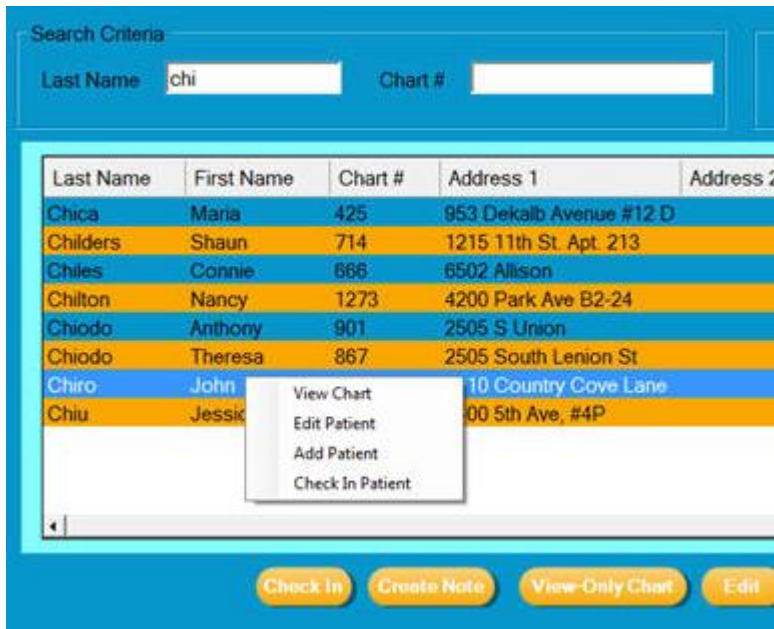 Search Criteria
Last Name chi Chart #
Last Name First Name Chart # Address 1 Address 2
Chica Maria 425 953 Dekalb Avenue #12 D
Childers Shaun 714 1215 11th St. Apt. 213
Chiles Connie 666 6502 Allison
Chilton Nancy 1273 4200 Park Ave B2-24
Chiodo Anthony 901 2505 S Union
Chiodo Theresa 867 2505 South Lenion St
Chiro John 10 Country Cove Lane
Chiu 5th Ave, #4P
View Chart
Edit Patient
Add Patient
Check In Patient
Check In Create Note View-Only Chart Edit